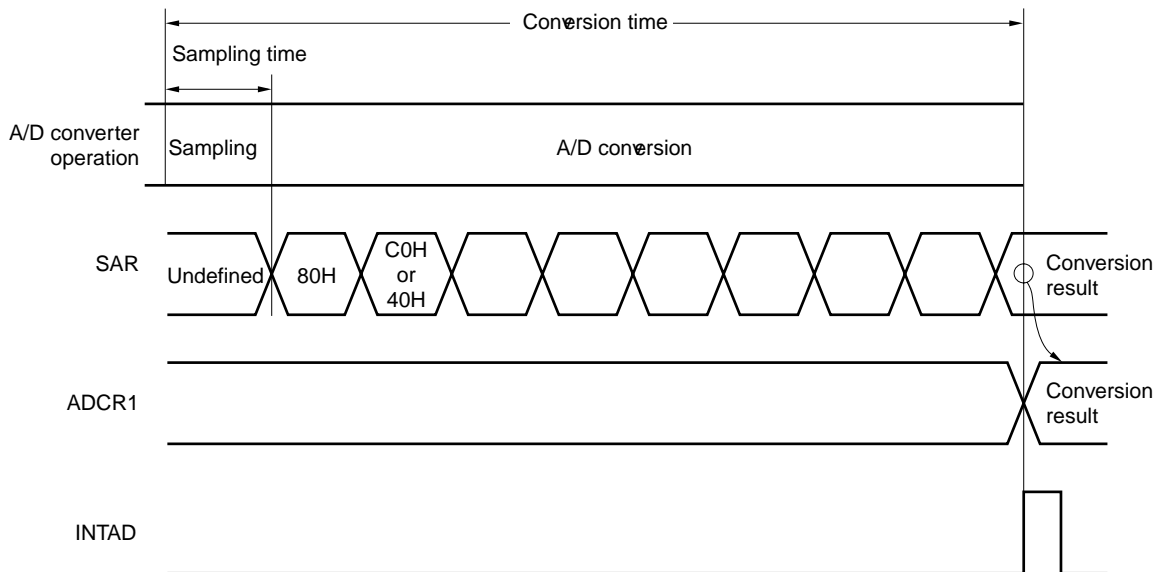 Conversion time
Sampling time
A/D converter
operation
Sampling
A/D conversion
SAR
Undefined
80H
C0H
or
40H
Conversion
result
ADCR1
Conversion
result
INTAD